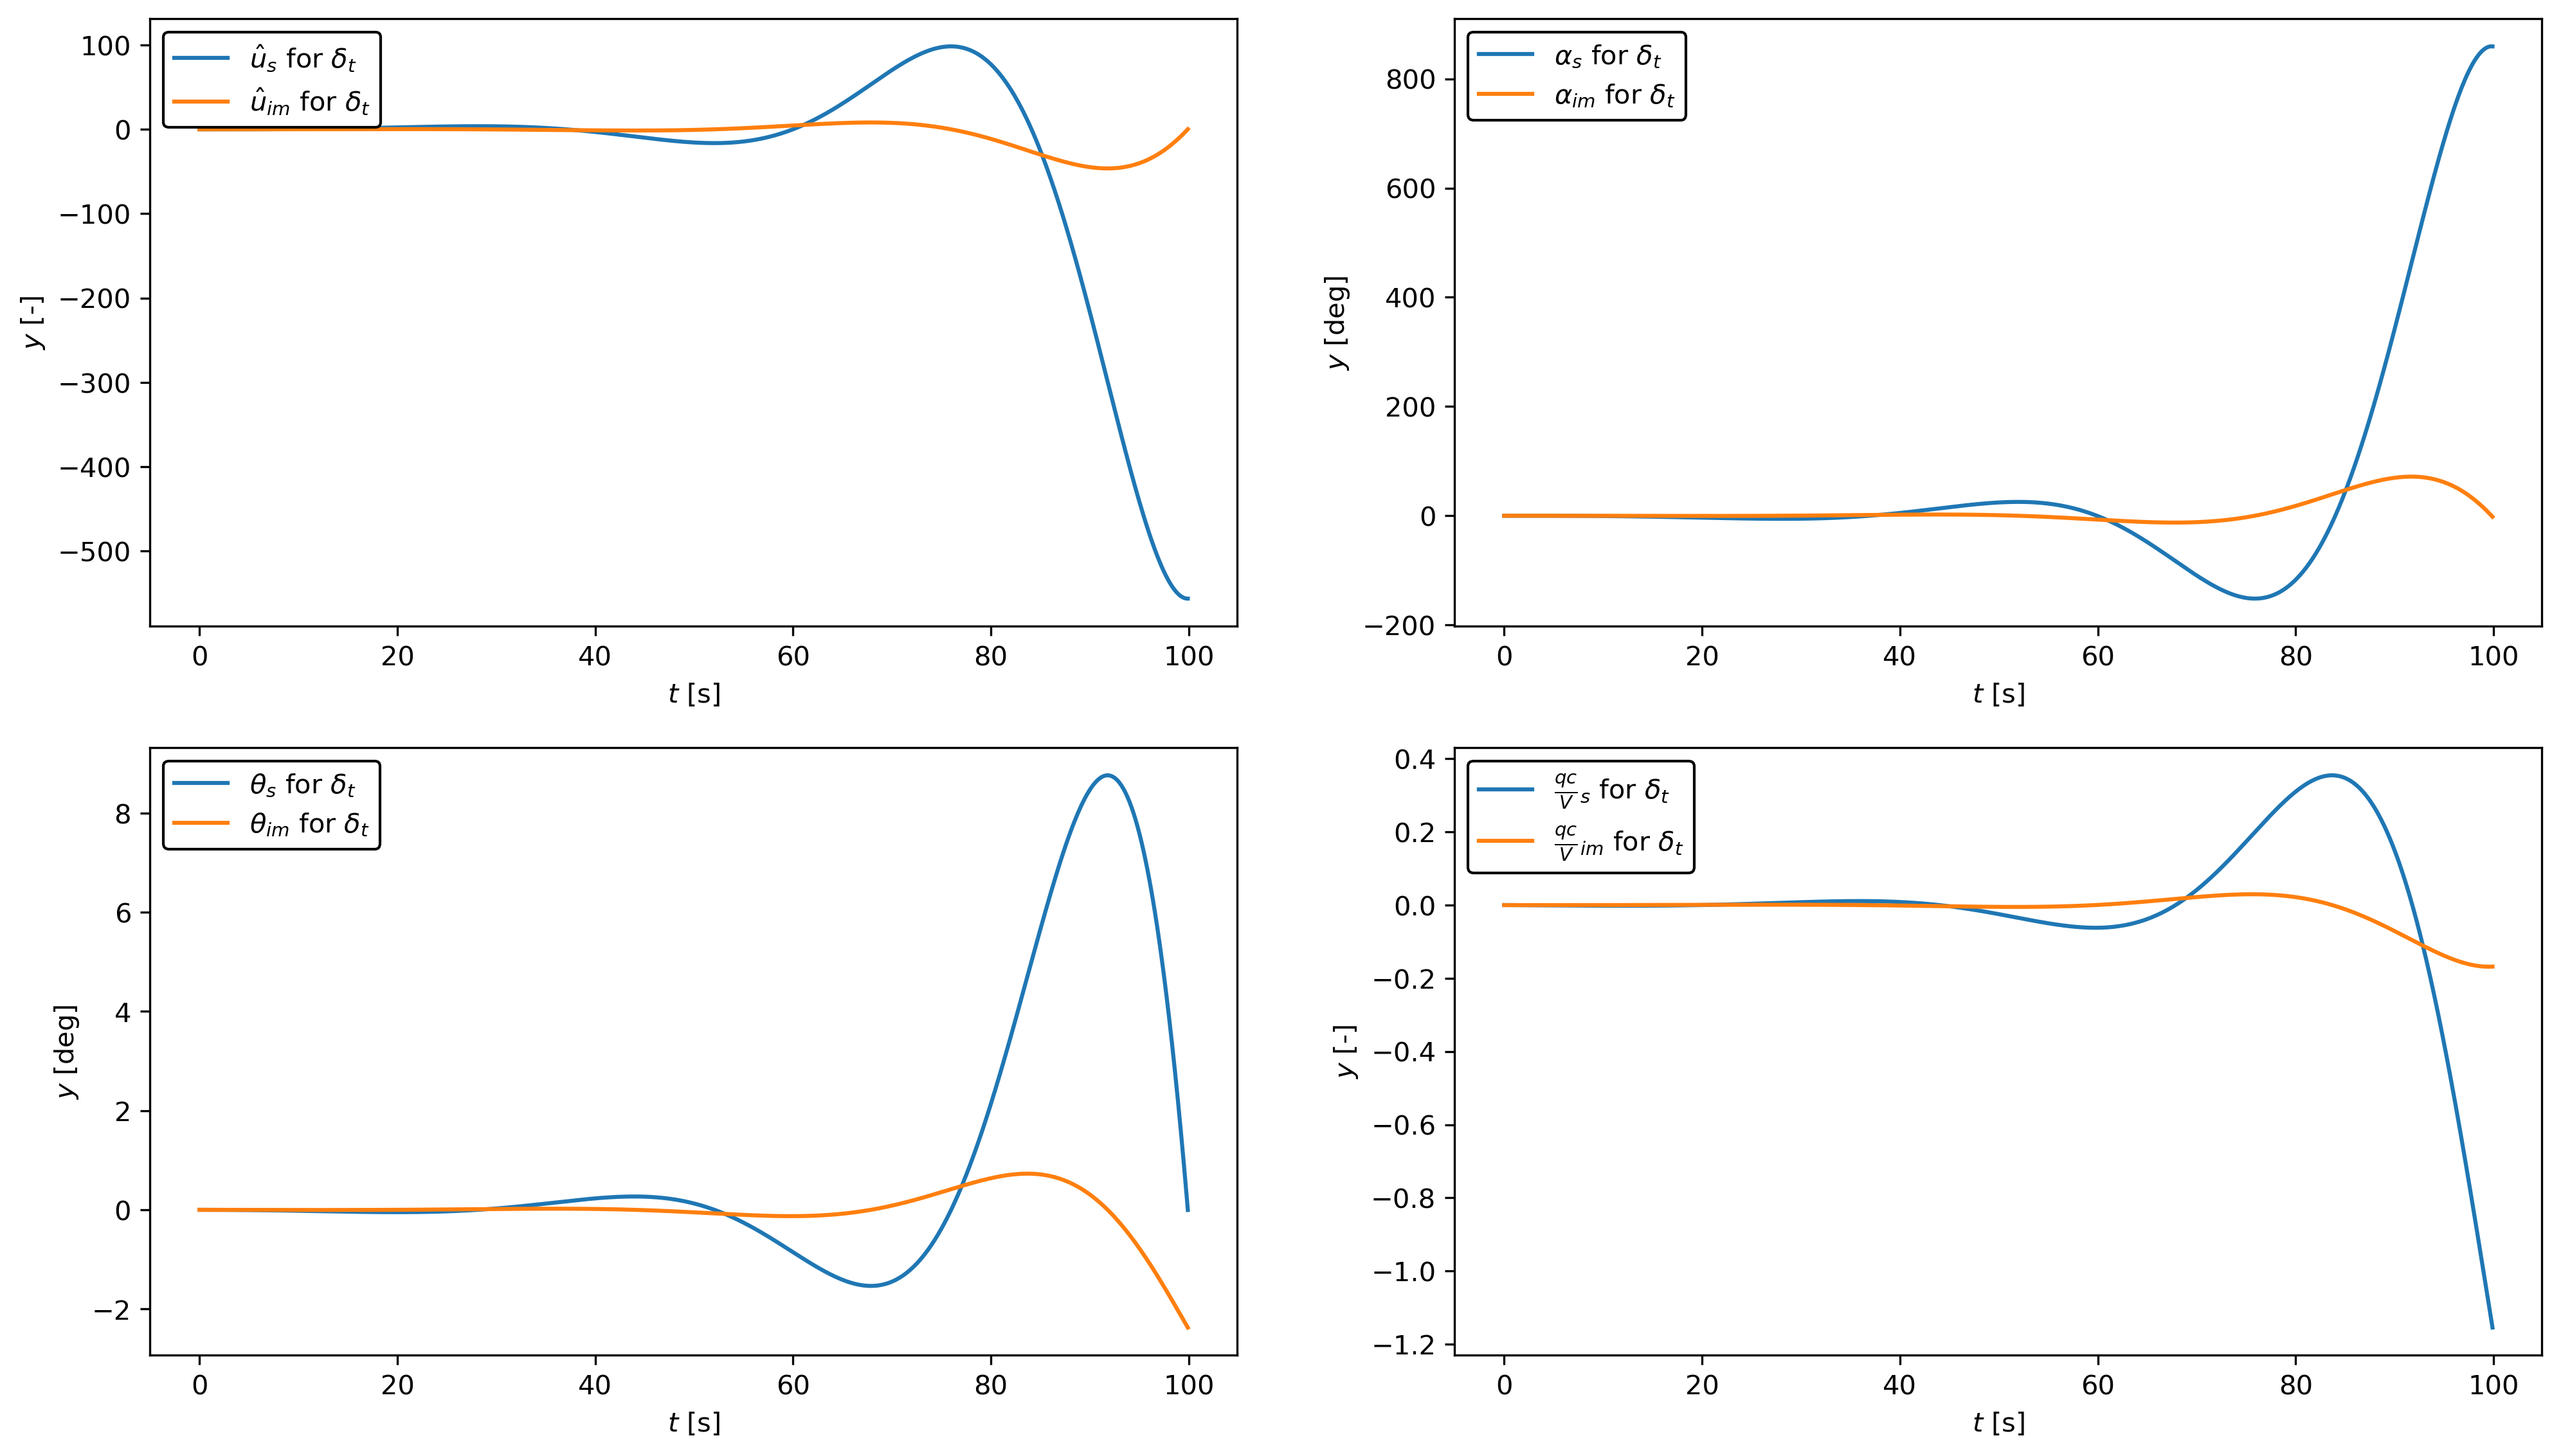 û_s for δ_t
û_im for δ_t
100
0
−100
−200
−300
−400
−500
y [-]
0 20 40 60 80 100
t [s]
α_s for δ_t
α_im for δ_t
800
600
400
200
0
−200
y [deg]
0 20 40 60 80 100
t [s]
θ_s for δ_t
θ_im for δ_t
8
6
4
2
0
−2
y [deg]
0 20 40 60 80 100
t [s]
qc/V_s for δ_t
qc/V_im for δ_t
0.4
0.2
0.0
−0.2
−0.4
−0.6
−0.8
−1.0
−1.2
y [-]
0 20 40 60 80 100
t [s]